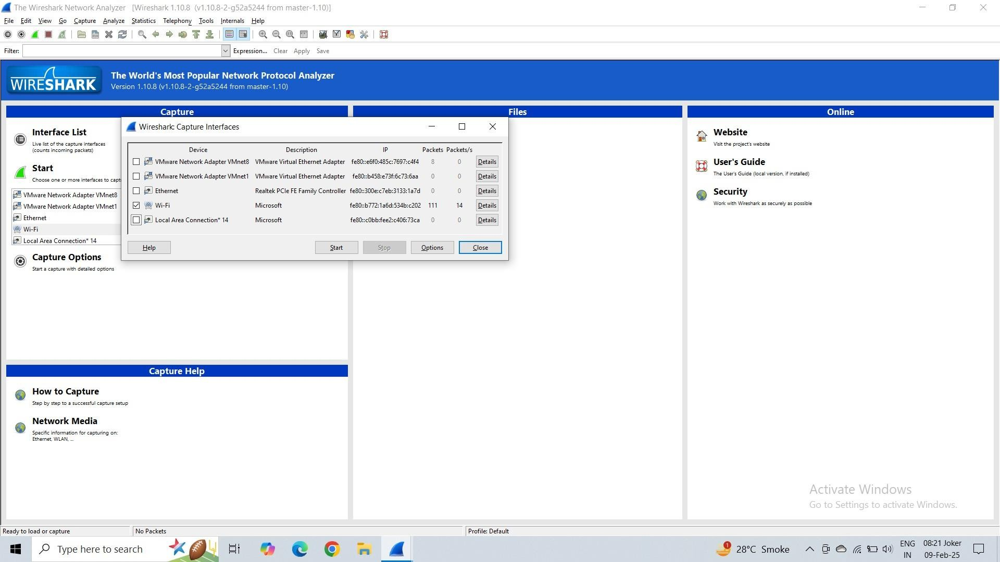 The Wireshark Network Analyzer [Wireshark 1.10.8 (v1.10.8-2-g52a5244 from master-1.10)]
File Edit View Go Capture Analyze Statistics Telephony Tools Internals Help
Filter: Expression... Clear Apply Save
WIRESHARK
The World's Most Popular Network Protocol Analyzer
Version 1.10.8 (v1.10.8-2-g52a5244 from master-1.10)
Capture
Interface List
Live list of the capture interfaces
(counts incoming packets)
Start
Choose one or more interfaces to capt
VMware Network Adapter VMnet8
VMware Network Adapter VMnet1
Ethernet
Wi-Fi
Local Area Connection* 14
Capture Options
Start a capture with detailed options
Wireshark: Capture Interfaces
Device Description IP Packets Packets/s
VMware Network Adapter VMnet8 VMware Virtual Ethernet Adapter fe80::e6f0:485c:7697:c4f4 8 0 Details
VMware Network Adapter VMnet1 VMware Virtual Ethernet Adapter fe80::b458:e73f:6c73:6aa 0 0 Details
Ethernet Realtek PCIe FE Family Controller fe80::300e:c7eb:3133:1a7d 0 0 Details
Wi-Fi Microsoft fe80::b772:1a6d:534b:c202 111 14 Details
Local Area Connection* 14 Microsoft fe80::c0bb:fee2:c406:73ca 0 0 Details
Help Start Stop Options Close
Capture Help
How to Capture
Step by step to a successful capture setup
Network Media
Specific information for capturing on:
Ethernet, WLAN, ...
Files
Online
Website
Visit the project's website
User's Guide
The User's Guide (local version, if installed)
Security
Work with Wireshark as securely as possible
Activate Windows
Go to Settings to activate Windows.
Ready to load or capture No Packets Profile: Default
Type here to search
1
28°C Smoke
ENG
IN
08:21 Joker
09-Feb-25